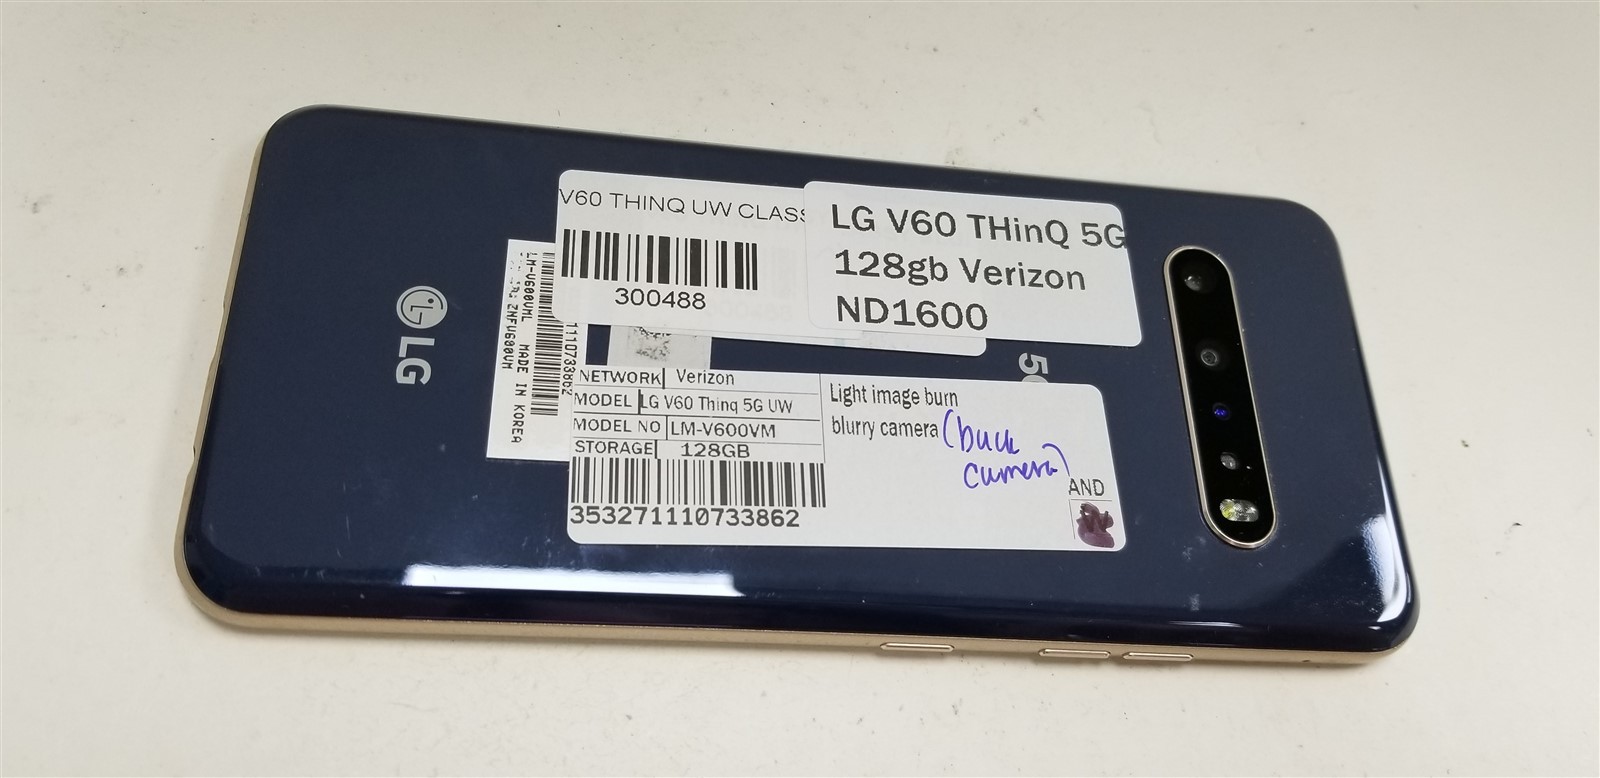 LG
LM-V600VML MADE IN KOREA
ZNFV600VM
V60 THINQ UW CLASS
300488
LG V60 THinQ 5G
128gb Verizon
ND1600
5G
NETWORK Verizon
MODEL LG V60 Thinq 5G UW
MODEL NO LM-V600VM
STORAGE 128GB
353271110733862
Light image burn
blurry camera (back
camera)
AND